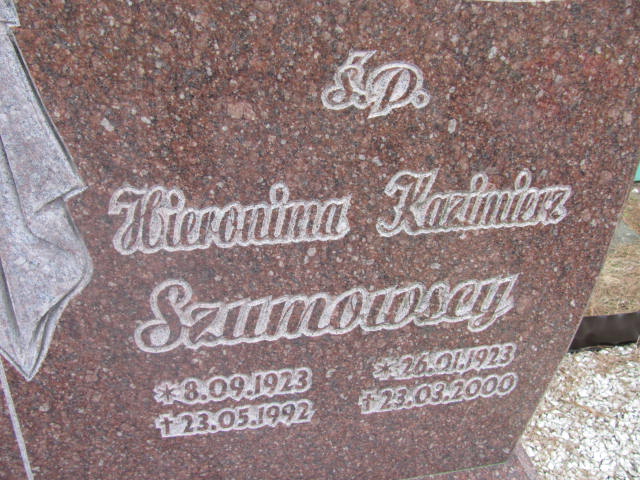 Ś.P.
Hieronima Kazimierz
Szumowscy
*8.09.1923 *26.01.1923
†23.05.1992 †23.03.2000